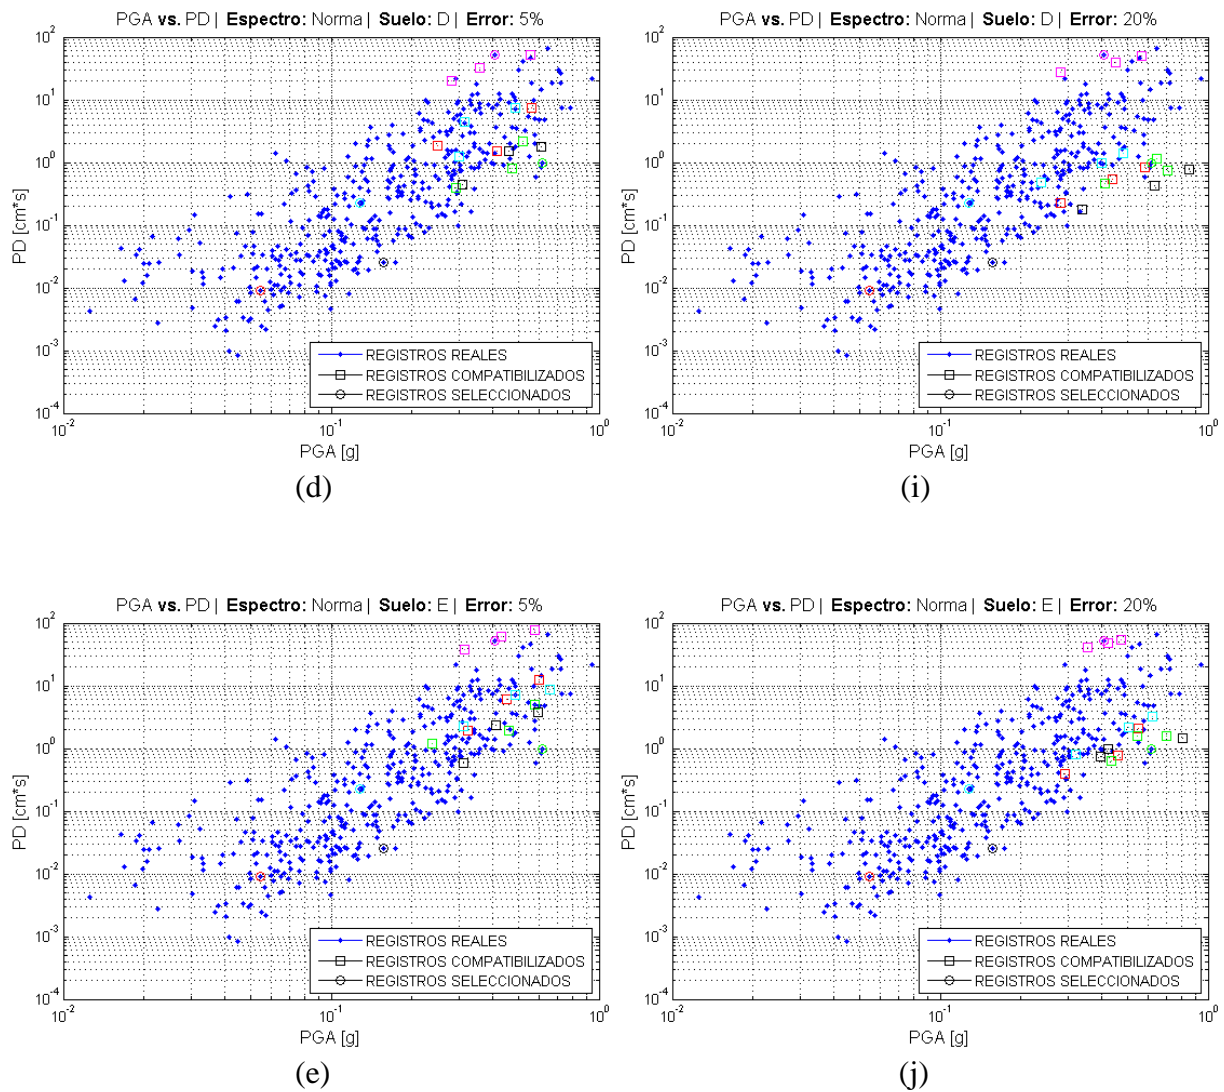 PGA vs. PD | Espectro: Norma | Suelo: D | Error: 5%
10^2
10^1
10^0
10^-1
10^-2
10^-3
10^-4
PD [cm*s]
REGISTROS REALES
REGISTROS COMPATIBILIZADOS
REGISTROS SELECCIONADOS
10^-2 10^-1 10^0
PGA [g]
(d)
PGA vs. PD | Espectro: Norma | Suelo: D | Error: 20%
10^2
10^1
10^0
10^-1
10^-2
10^-3
10^-4
PD [cm*s]
REGISTROS REALES
REGISTROS COMPATIBILIZADOS
REGISTROS SELECCIONADOS
10^-2 10^-1 10^0
PGA [g]
(i)
PGA vs. PD | Espectro: Norma | Suelo: E | Error: 5%
10^2
10^1
10^0
10^-1
10^-2
10^-3
10^-4
PD [cm*s]
REGISTROS REALES
REGISTROS COMPATIBILIZADOS
REGISTROS SELECCIONADOS
10^-2 10^-1 10^0
PGA [g]
(e)
PGA vs. PD | Espectro: Norma | Suelo: E | Error: 20%
10^2
10^1
10^0
10^-1
10^-2
10^-3
10^-4
PD [cm*s]
REGISTROS REALES
REGISTROS COMPATIBILIZADOS
REGISTROS SELECCIONADOS
10^-2 10^-1 10^0
PGA [g]
(j)